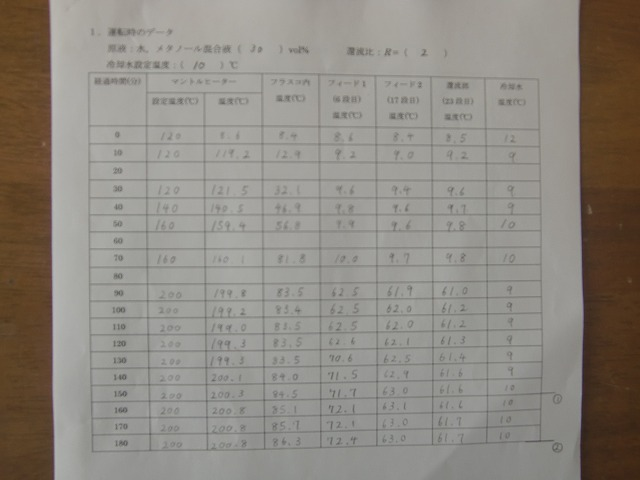 1. 運転時のデータ
原液：水，メタノール混合液（ 30 ）vol%　還流比：R=（ 2 ）
冷却水設定温度：（ 10 ）℃
経過時間(分) マントルヒーター フラスコ内 フィード1 フィード2 還流部 冷却水
設定温度(℃) 温度(℃) 温度(℃) (6段目) (17段目) (23段目) 温度(℃)
温度(℃) 温度(℃) 温度(℃)
0 120 8.6 8.4 8.6 8.4 8.5 12
10 120 119.2 12.9 9.2 9.0 9.2 9
20
30 120 121.5 32.1 9.6 9.4 9.6 9
40 140 140.5 46.9 9.8 9.6 9.7 9
50 160 159.4 56.8 9.9 9.6 9.8 10
60
70 160 160.1 81.8 10.0 9.7 9.8 10
80
90 200 199.8 83.5 62.5 61.9 61.0 9
100 200 199.2 83.4 62.5 62.0 61.2 9
110 200 199.0 83.5 62.5 62.0 61.2 9
120 200 199.3 83.5 62.6 62.1 61.3 9
130 200 199.5 83.5 70.6 62.5 61.4 9
140 200 200.1 84.0 71.5 62.9 61.6 9
150 200 200.3 84.5 71.7 63.0 61.6 10 ①
160 200 200.8 85.1 72.1 63.1 61.6 10
170 200 200.8 85.7 72.1 63.0 61.7 10
180 200 200.8 86.3 72.4 63.0 61.7 10 ②